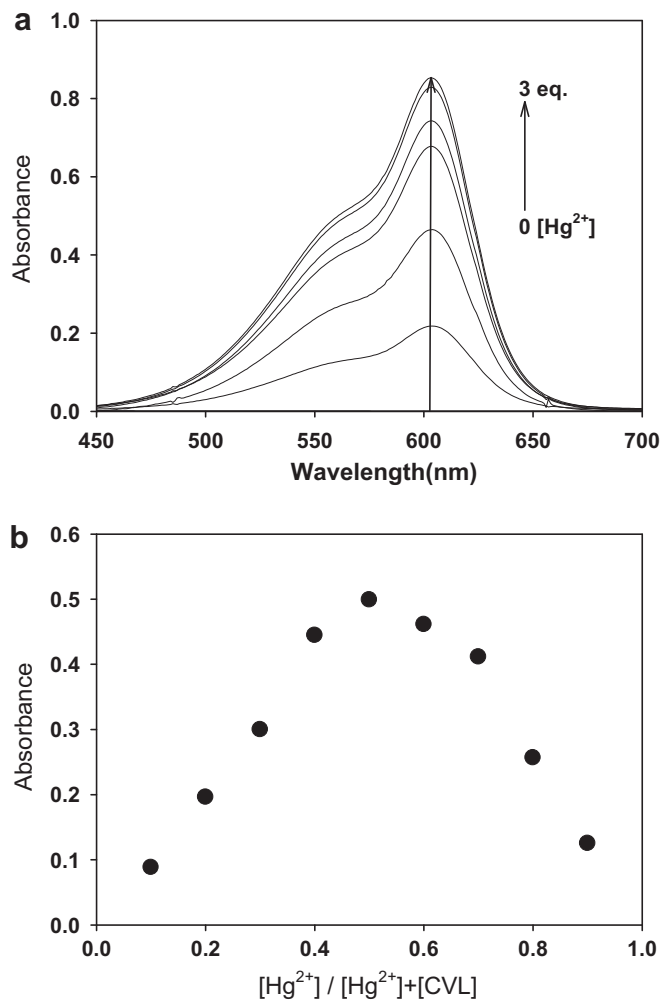 a
1.0
0.8
0.6
0.4
0.2
0.0
Absorbance
3 eq.
0 [Hg²⁺]
450 500 550 600 650 700
Wavelength(nm)
b
0.6
0.5
0.4
0.3
0.2
0.1
0.0
Absorbance
0.0 0.2 0.4 0.6 0.8 1.0
[Hg²⁺] / [Hg²⁺]+[CVL]